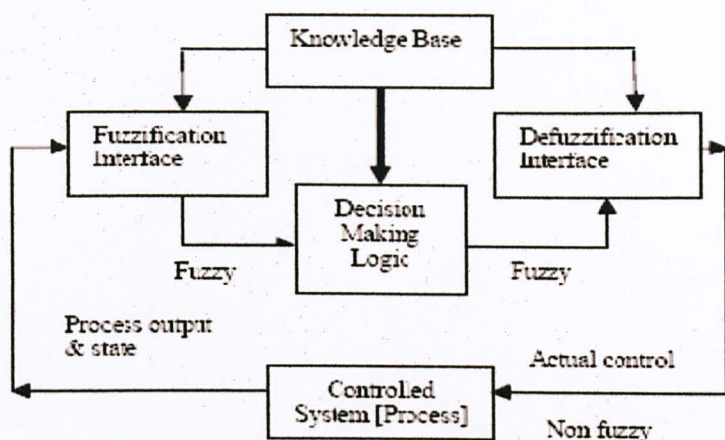 Knowledge Base
Fuzzification
Interface
Defuzzification
Interface
Decision
Making
Logic
Fuzzy
Fuzzy
Process output
& state
Actual control
Controlled
System [Process]
Non fuzzy